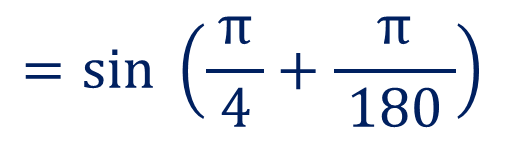 = sin (π/4 + π/180)